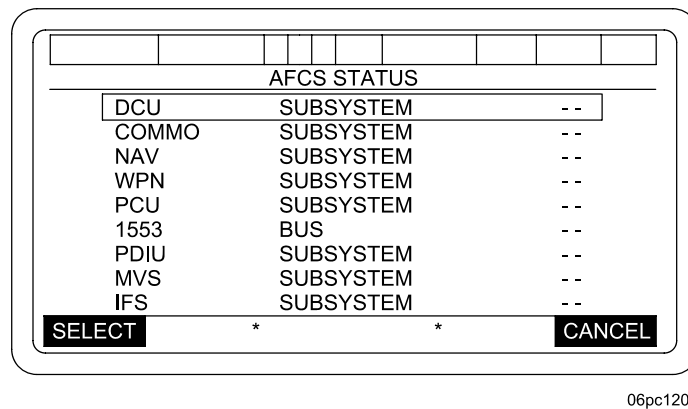 AFCS STATUS
DCU SUBSYSTEM - -
COMMO SUBSYSTEM - -
NAV SUBSYSTEM - -
WPN SUBSYSTEM - -
PCU SUBSYSTEM - -
1553 BUS - -
PDIU SUBSYSTEM - -
MVS SUBSYSTEM - -
IFS SUBSYSTEM - -
SELECT * * CANCEL
06pc120